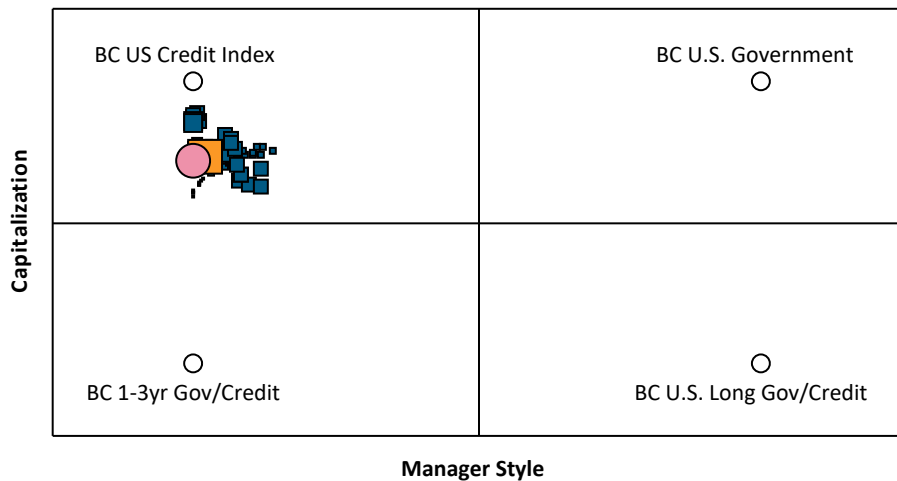 BC US Credit Index
BC U.S. Government
Capitalization
BC 1-3yr Gov/Credit
BC U.S. Long Gov/Credit
Manager Style